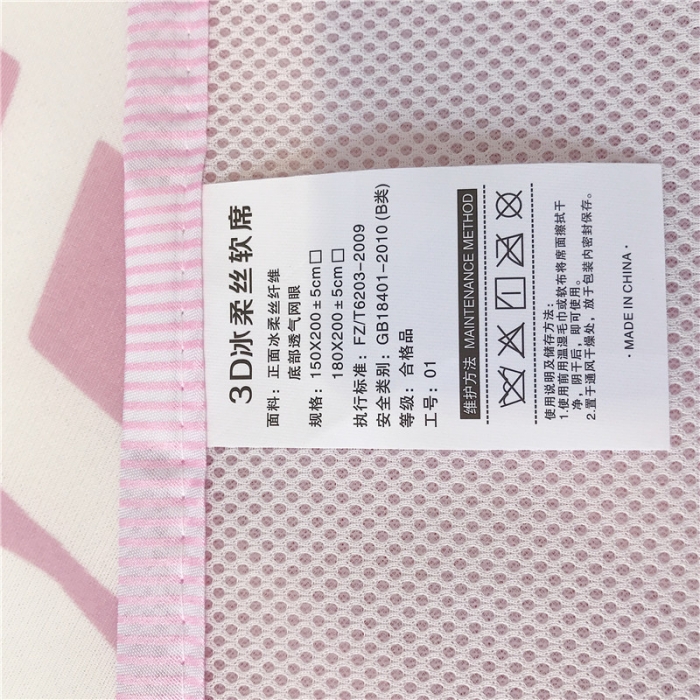 3D冰柔丝软席
面料：正面冰柔丝纤维
底部透气网眼
规格：150X200±5cm□
180X200±5cm□
执行标准：FZ/T6203-2009
安全类别：GB18401-2010 (B类)
等级：合格品
工号：01
维护方法 MAINTENANCE METHOD
使用说明及储存方法：
1.使用前用温湿毛巾或软布将席面擦拭干
净，阴干后，即可使用。
2.置于通风干燥处，放于包装内密封保存。
·MADE IN CHINA·